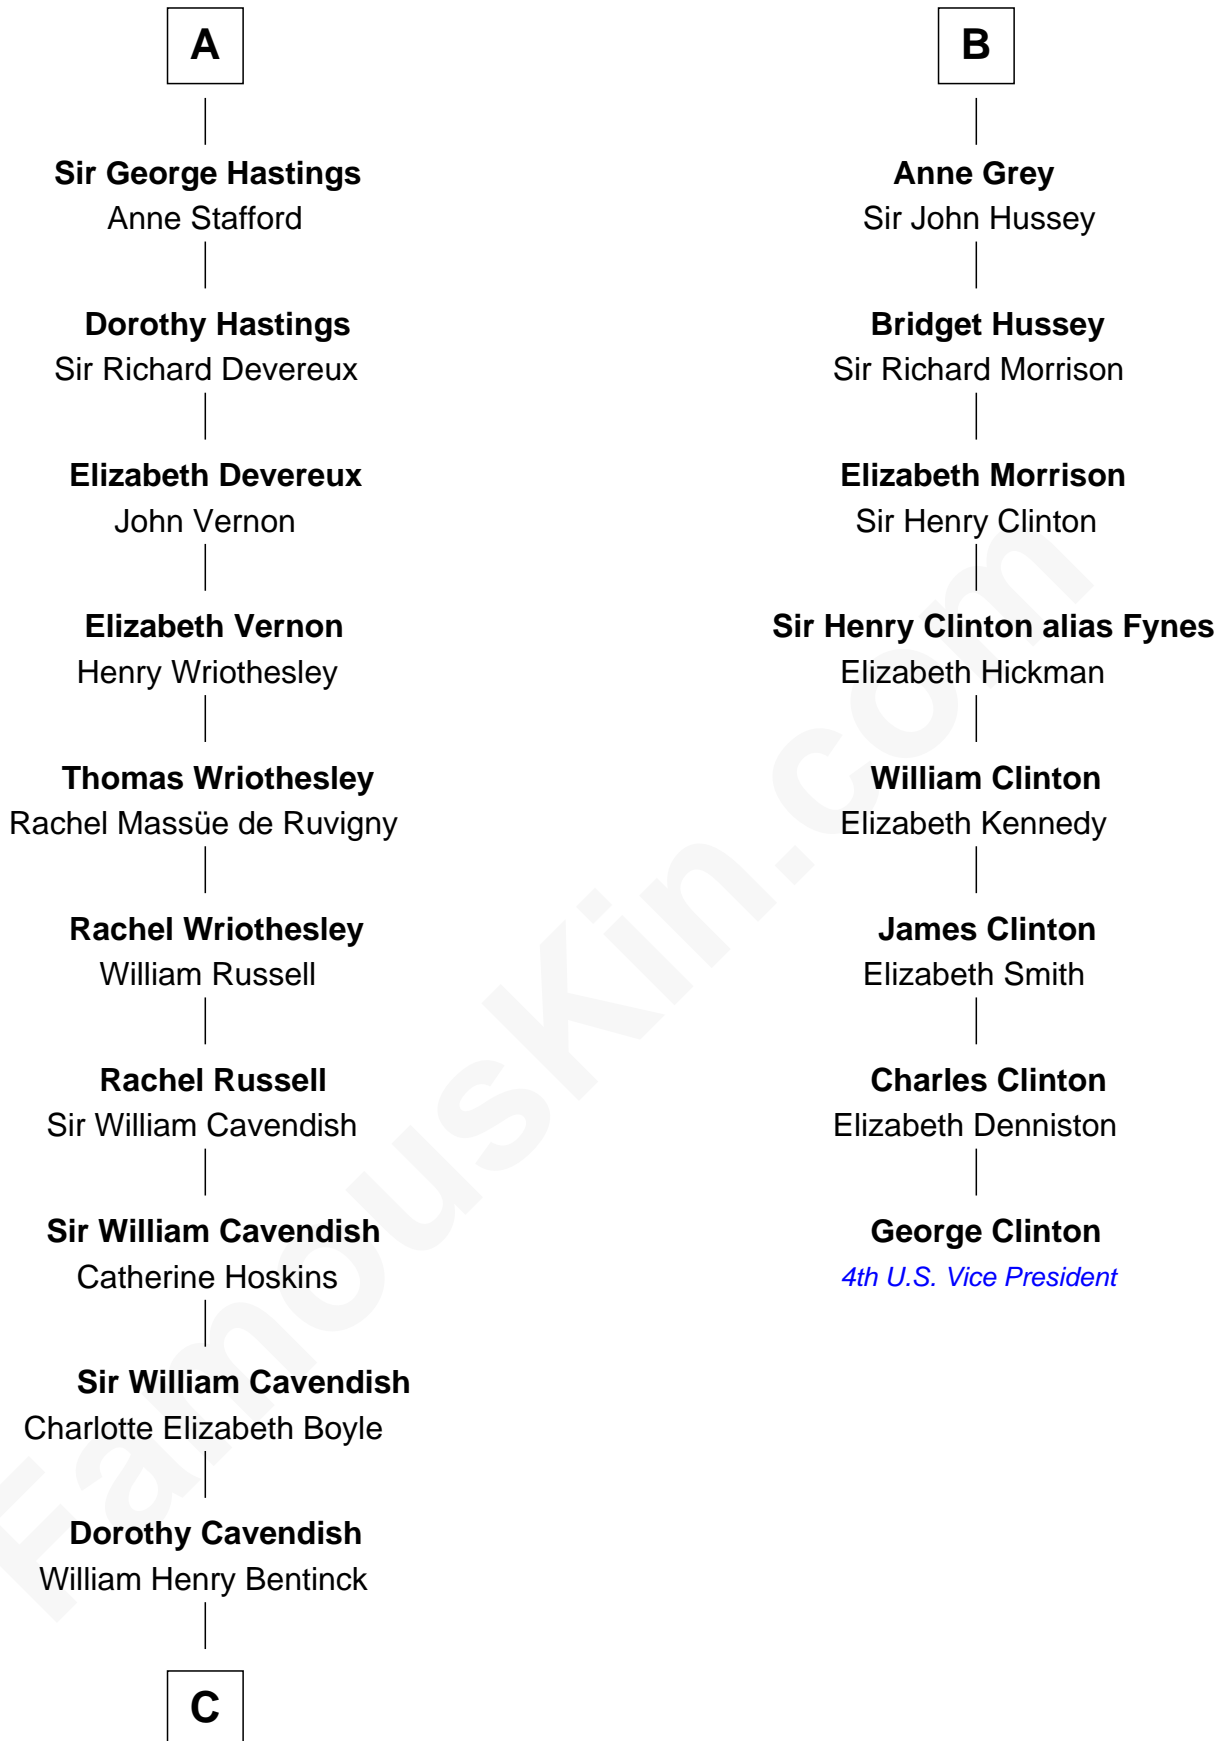 A
Sir George Hastings
Anne Stafford
Dorothy Hastings
Sir Richard Devereux
Elizabeth Devereux
John Vernon
Elizabeth Vernon
Henry Wriothesley
Thomas Wriothesley
Rachel Massüe de Ruvigny
Rachel Wriothesley
William Russell
Rachel Russell
Sir William Cavendish
Sir William Cavendish
Catherine Hoskins
Sir William Cavendish
Charlotte Elizabeth Boyle
Dorothy Cavendish
William Henry Bentinck
C
B
Anne Grey
Sir John Hussey
Bridget Hussey
Sir Richard Morrison
Elizabeth Morrison
Sir Henry Clinton
Sir Henry Clinton alias Fynes
Elizabeth Hickman
William Clinton
Elizabeth Kennedy
James Clinton
Elizabeth Smith
Charles Clinton
Elizabeth Denniston
George Clinton
4th U.S. Vice President
FamousKin.com